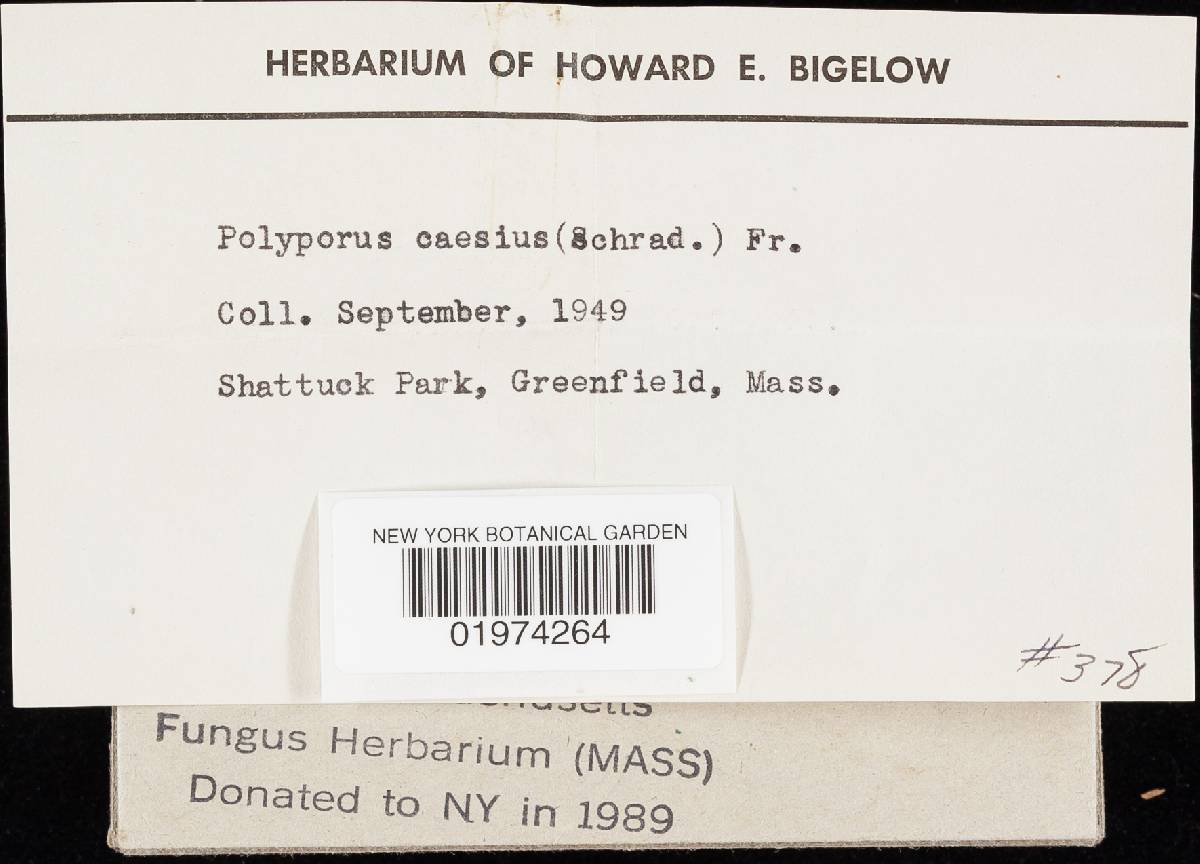 HERBARIUM OF HOWARD E. BIGELOW
Polyporus caesius(Schrad.) Fr.
Coll. September, 1949
Shattuck Park, Greenfield, Mass.
NEW YORK BOTANICAL GARDEN
01974264
#378
Fungus Herbarium (MASS)
Donated to NY in 1989